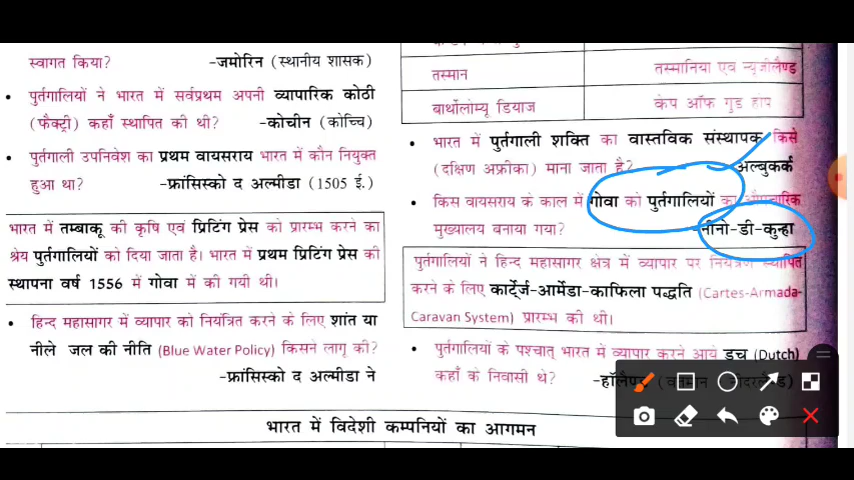 स्वागत किया? -जमोरिन (स्थानीय शासक)
• पुर्तगालियों ने भारत में सर्वप्रथम अपनी व्यापारिक कोठी
(फैक्ट्री) कहाँ स्थापित की थी? -कोचीन (कोच्चि)
• पुर्तगाली उपनिवेश का प्रथम वायसराय भारत में कौन नियुक्त
हुआ था? -फ्रांसिस्को द अल्मीडा (1505 ई.)
भारत में तम्बाकू की कृषि एवं प्रिटिंग प्रेस को प्रारम्भ करने का
श्रेय पुर्तगालियों को दिया जाता है। भारत में प्रथम प्रिटिंग प्रेस की
स्थापना वर्ष 1556 में गोवा में की गयी थी।
• हिन्द महासागर में व्यापार को नियंत्रित करने के लिए शांत या
नीले जल की नीति (Blue Water Policy) किसने लागू की?
-फ्रांसिस्को द अल्मीडा ने
तस्मान तस्मानिया एवं न्यूजीलैण्ड
बार्थोलोम्यू डियाज केप ऑफ गुड होप
• भारत में पुर्तगाली शक्ति का वास्तविक संस्थापक किसे
(दक्षिण अफ्रीका) माना जाता है? अल्बुकर्क
• किस वायसराय के काल में गोवा को पुर्तगालियों का औपचारिक
मुख्यालय बनाया गया? -नीनो-डी-कुन्हा
पुर्तगालियों ने हिन्द महासागर क्षेत्र में व्यापार पर नियंत्रण स्थापित
करने के लिए कार्ट्ज-आर्मेडा-काफिला पद्धति (Cartes-Armada-
Caravan System) प्रारम्भ की थी।
• पुर्तगालियों के पश्चात् भारत में व्यापार करने आये डच (Dutch)
कहाँ के निवासी थे? -हॉलैण्ड (वर्तमान नीदरलैण्ड)
भारत में विदेशी कम्पनियों का आगमन